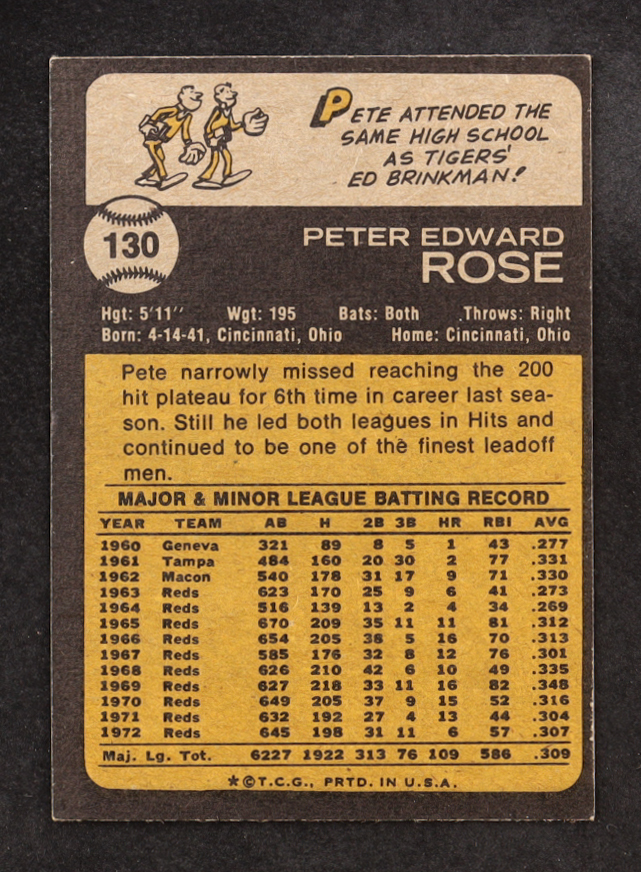 PETE ATTENDED THE
SAME HIGH SCHOOL
AS TIGERS'
ED BRINKMAN!
130
PETER EDWARD
ROSE
Hgt: 5'11'' Wgt: 195 Bats: Both Throws: Right
Born: 4-14-41, Cincinnati, Ohio Home: Cincinnati, Ohio
Pete narrowly missed reaching the 200
hit plateau for 6th time in career last sea-
son. Still he led both leagues in Hits and
continued to be one of the finest leadoff
men.
MAJOR & MINOR LEAGUE BATTING RECORD
YEAR TEAM AB H 2B 3B HR RBI AVG
1960 Geneva 321 89 8 5 1 43 .277
1961 Tampa 484 160 20 30 2 77 .331
1962 Macon 540 178 31 17 9 71 .330
1963 Reds 623 170 25 9 6 41 .273
1964 Reds 516 139 13 2 4 34 .269
1965 Reds 670 209 35 11 11 81 .312
1966 Reds 654 205 38 5 16 70 .313
1967 Reds 585 176 32 8 12 76 .301
1968 Reds 626 210 42 6 10 49 .335
1969 Reds 627 218 33 11 16 82 .348
1970 Reds 649 205 37 9 15 52 .316
1971 Reds 632 192 27 4 13 44 .304
1972 Reds 645 198 31 11 6 57 .307
Maj. Lg. Tot. 6227 1922 313 76 109 586 .309
★©T.C.G., PRTD. IN U.S.A.